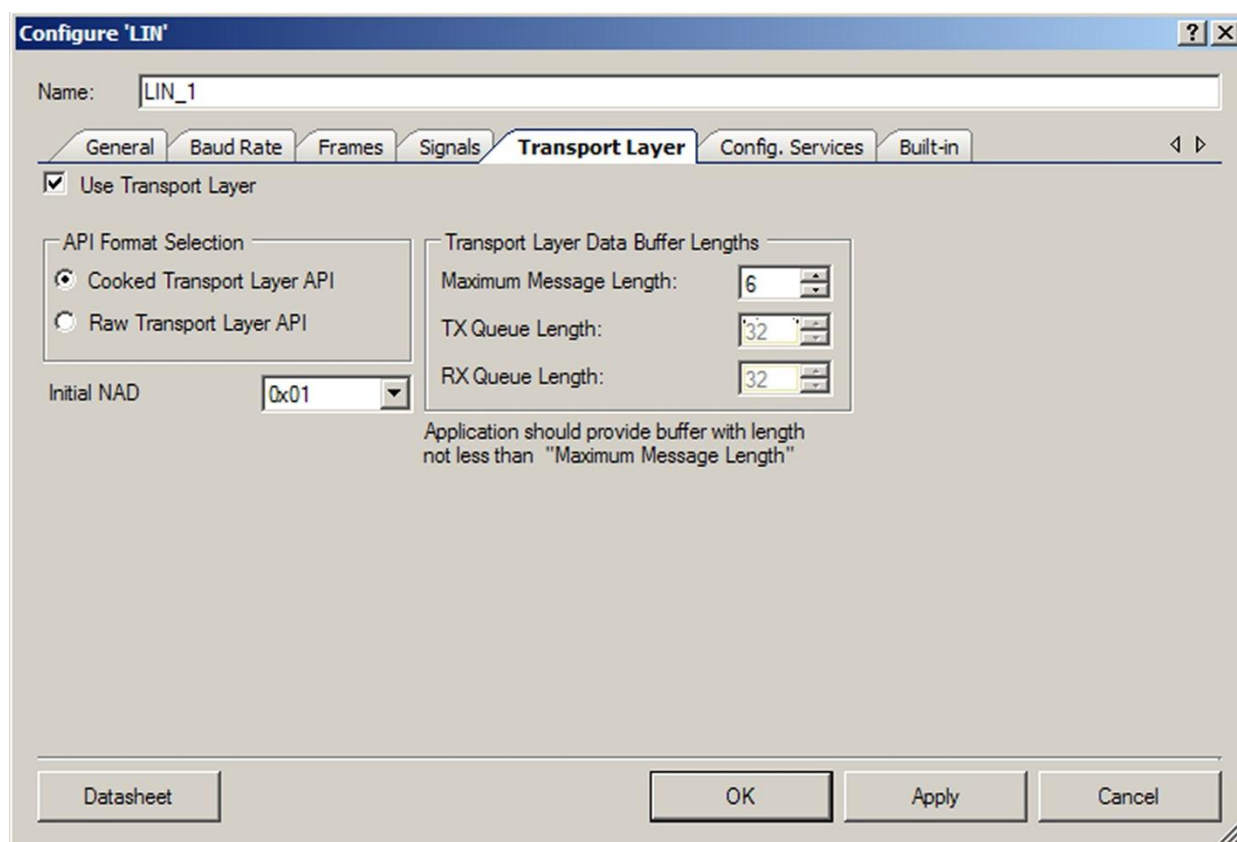 Configure 'LIN'
Name: LIN_1
General Baud Rate Frames Signals Transport Layer Config. Services Built-in
Use Transport Layer
API Format Selection
Cooked Transport Layer API
Raw Transport Layer API
Initial NAD 0x01
Transport Layer Data Buffer Lengths
Maximum Message Length: 6
TX Queue Length: 32
RX Queue Length: 32
Application should provide buffer with length
not less than "Maximum Message Length"
Datasheet OK Apply Cancel